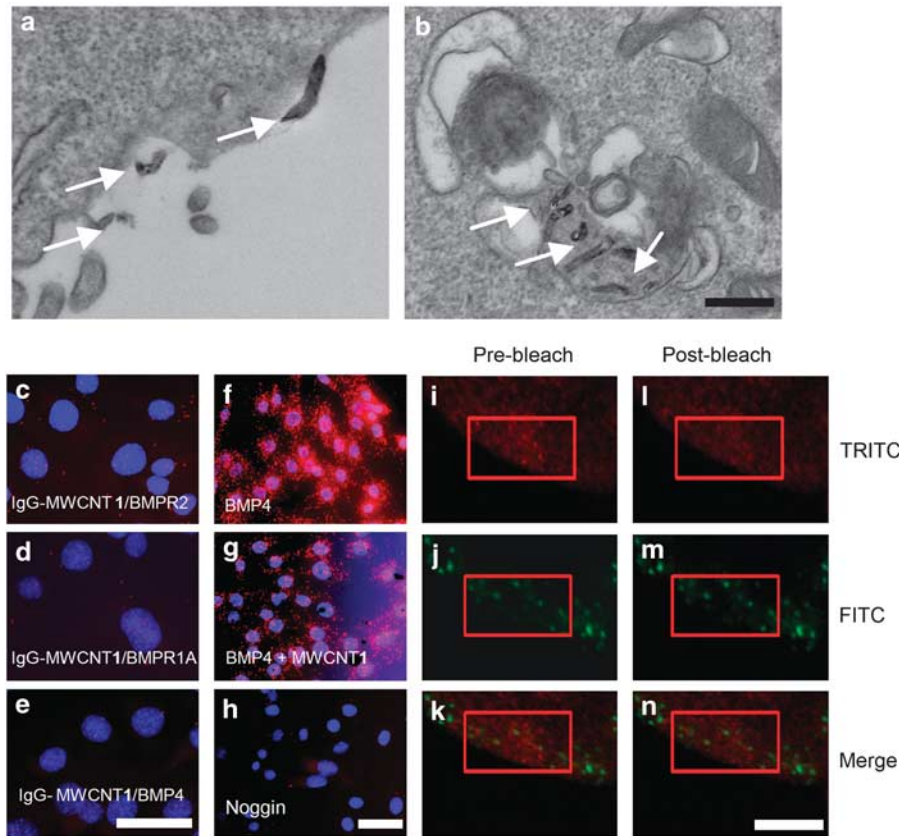 a
b
Pre-bleach
Post-bleach
c
IgG-MWCNT 1/BMPR2
f
BMP4
i
l
TRITC
d
IgG-MWCNT1/BMPR1A
g
BMP4 + MWCNT1
j
m
FITC
e
IgG- MWCNT1/BMP4
h
Noggin
k
n
Merge